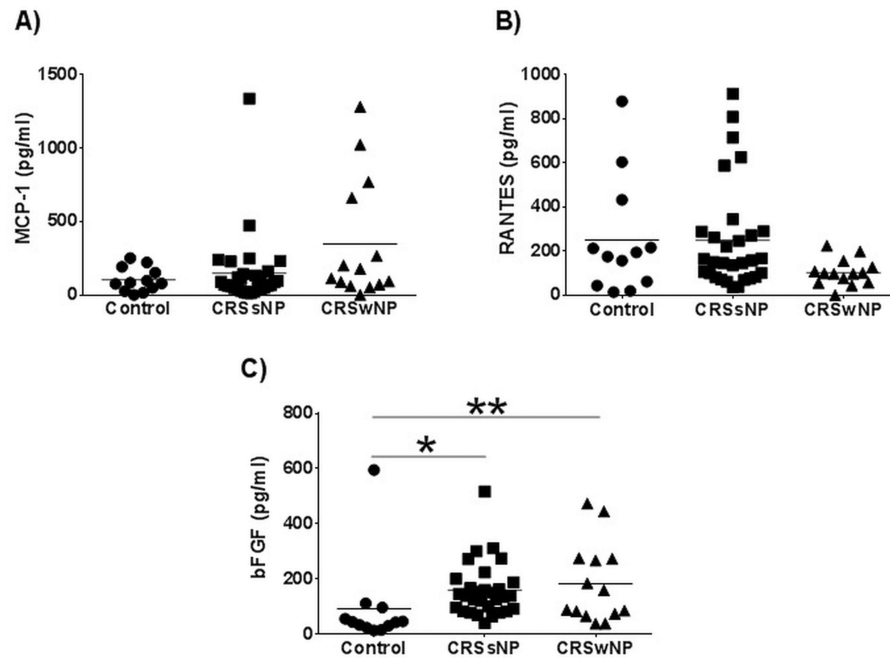 A)
MCP-1 (pg/ml)
1500
1000
500
0
Control CRSsNP CRSwNP
B)
RANTES (pg/ml)
1000
800
600
400
200
0
Control CRSsNP CRSwNP
C)
bFGF (pg/ml)
800
600
400
200
0
**
*
Control CRSsNP CRSwNP